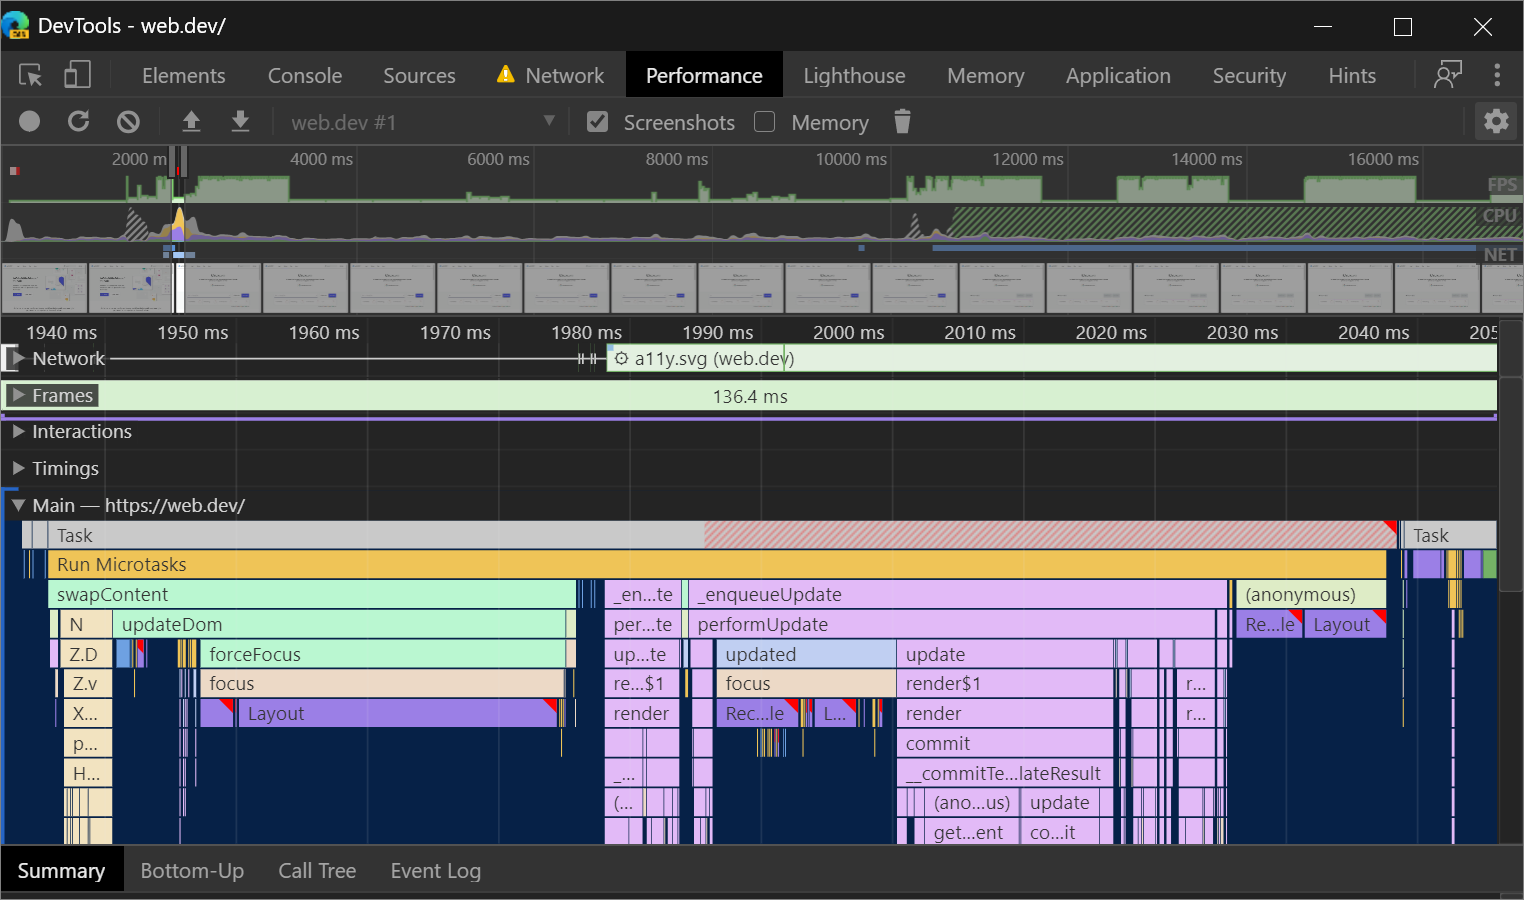 DevTools - web.dev/
Elements Console Sources Network Performance Lighthouse Memory Application Security Hints
web.dev #1 Screenshots Memory
2000 m 4000 ms 6000 ms 8000 ms 10000 ms 12000 ms 14000 ms 16000 ms
FPS
CPU
NET
1940 ms 1950 ms 1960 ms 1970 ms 1980 ms 1990 ms 2000 ms 2010 ms 2020 ms 2030 ms 2040 ms 205
Network a11y.svg (web.dev)
Frames 136.4 ms
Interactions
Timings
Main — https://web.dev/
Task Task
Run Microtasks
swapContent _en...te _enqueueUpdate (anonymous)
N updateDom per...te performUpdate Re...le Layout
Z.D forceFocus up...te updated update
Z.v focus re...$1 focus render$1 r...
X... Layout render Rec...le L... render r...
p... commit
H... _... __commitTe...lateResult
(... (ano...us) update
get...ent co...it
Summary Bottom-Up Call Tree Event Log